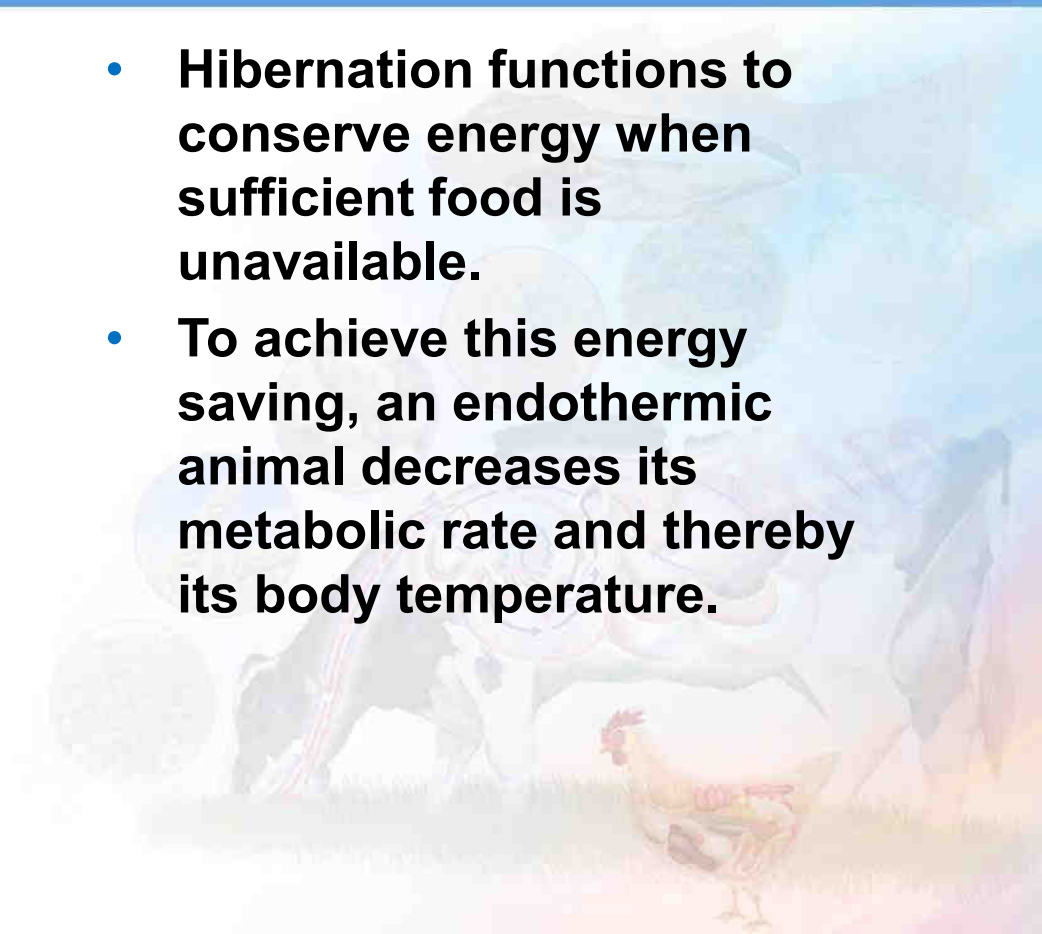 • Hibernation functions to
conserve energy when
sufficient food is
unavailable.
• To achieve this energy
saving, an endothermic
animal decreases its
metabolic rate and thereby
its body temperature.